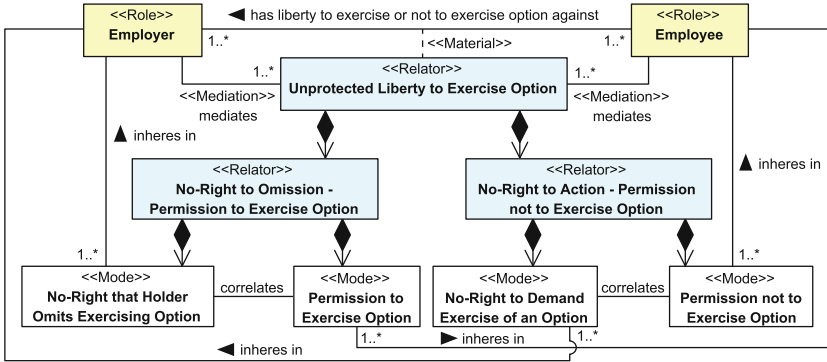 <<Role>>
Employer
◄ has liberty to exercise or not to exercise option against
<<Role>>
Employee
1..*
<<Material>>
1..*
1..*
<<Relator>>
Unprotected Liberty to Exercise Option
1..*
<<Mediation>>
mediates
<<Mediation>>
mediates
▲ inheres in
▲ inheres in
<<Relator>>
No-Right to Omission -
Permission to Exercise Option
<<Relator>>
No-Right to Action - Permission
not to Exercise Option
1..*
1..*
<<Mode>>
No-Right that Holder
Omits Exercising Option
correlates
<<Mode>>
Permission to
Exercise Option
<<Mode>>
No-Right to Demand
Exercise of an Option
correlates
<<Mode>>
Permission not to
Exercise Option
1..*
► inheres in
1..*
◄ inheres in